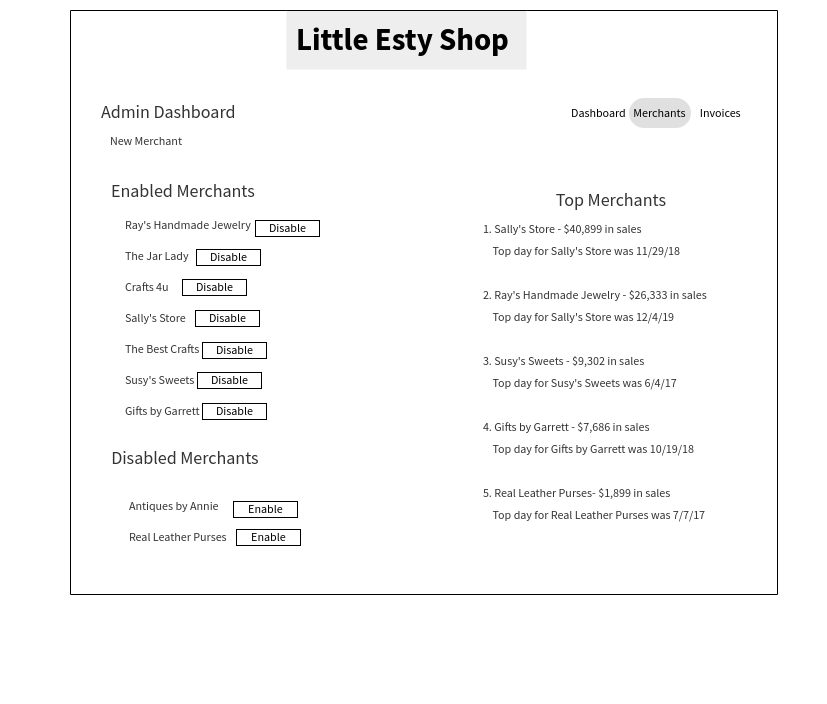 Little Esty Shop
Admin Dashboard
Dashboard Merchants Invoices
New Merchant
Enabled Merchants
Ray's Handmade Jewelry Disable
The Jar Lady Disable
Crafts 4u Disable
Sally's Store Disable
The Best Crafts Disable
Susy's Sweets Disable
Gifts by Garrett Disable
Disabled Merchants
Antiques by Annie Enable
Real Leather Purses Enable
Top Merchants
1. Sally's Store - $40,899 in sales
Top day for Sally's Store was 11/29/18
2. Ray's Handmade Jewelry - $26,333 in sales
Top day for Sally's Store was 12/4/19
3. Susy's Sweets - $9,302 in sales
Top day for Susy's Sweets was 6/4/17
4. Gifts by Garrett - $7,686 in sales
Top day for Gifts by Garrett was 10/19/18
5. Real Leather Purses- $1,899 in sales
Top day for Real Leather Purses was 7/7/17